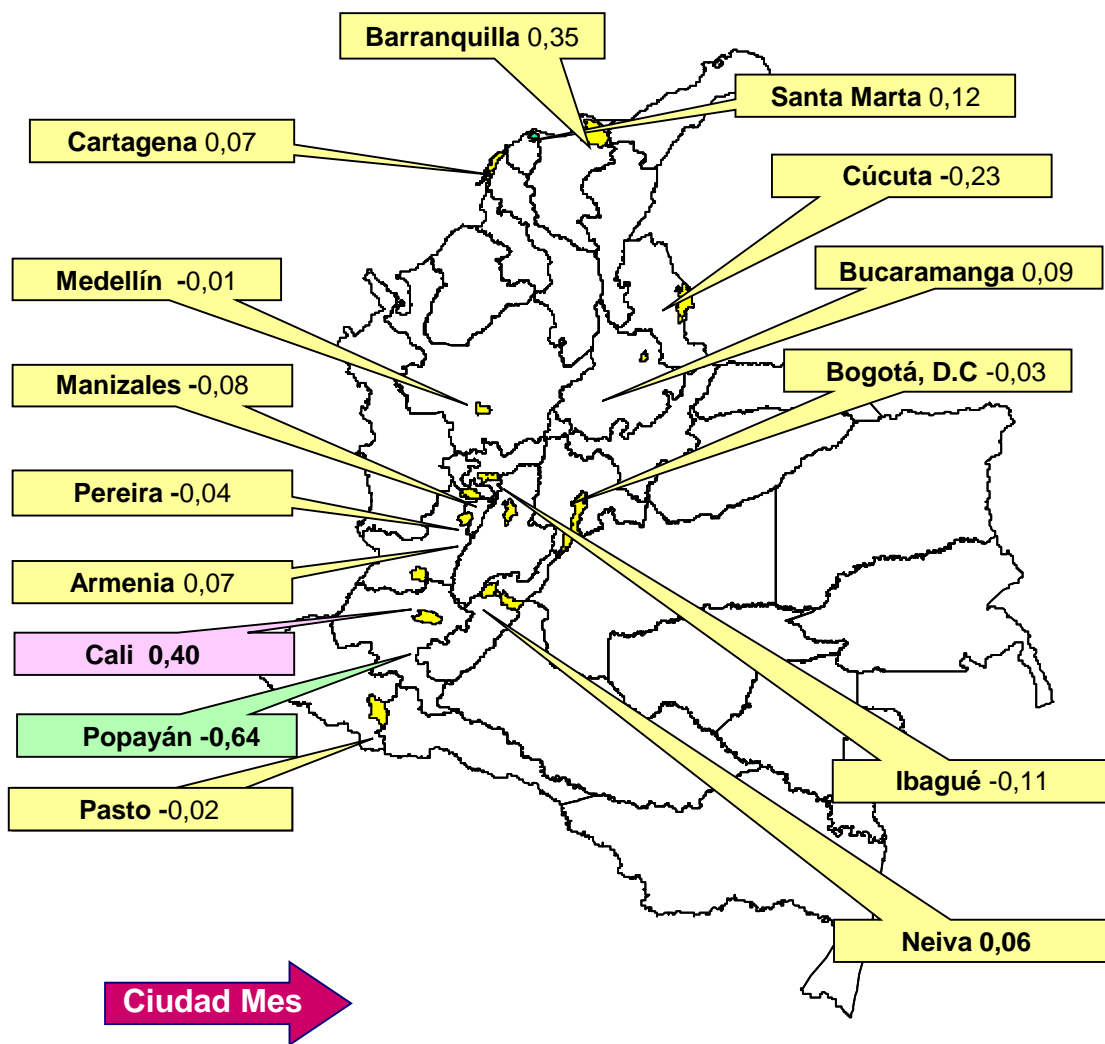 Barranquilla 0,35
Santa Marta 0,12
Cartagena 0,07
Cúcuta -0,23
Medellín -0,01
Bucaramanga 0,09
Manizales -0,08
Bogotá, D.C -0,03
Pereira -0,04
Armenia 0,07
Cali 0,40
Popayán -0,64
Ibagué -0,11
Pasto -0,02
Neiva 0,06
Ciudad Mes